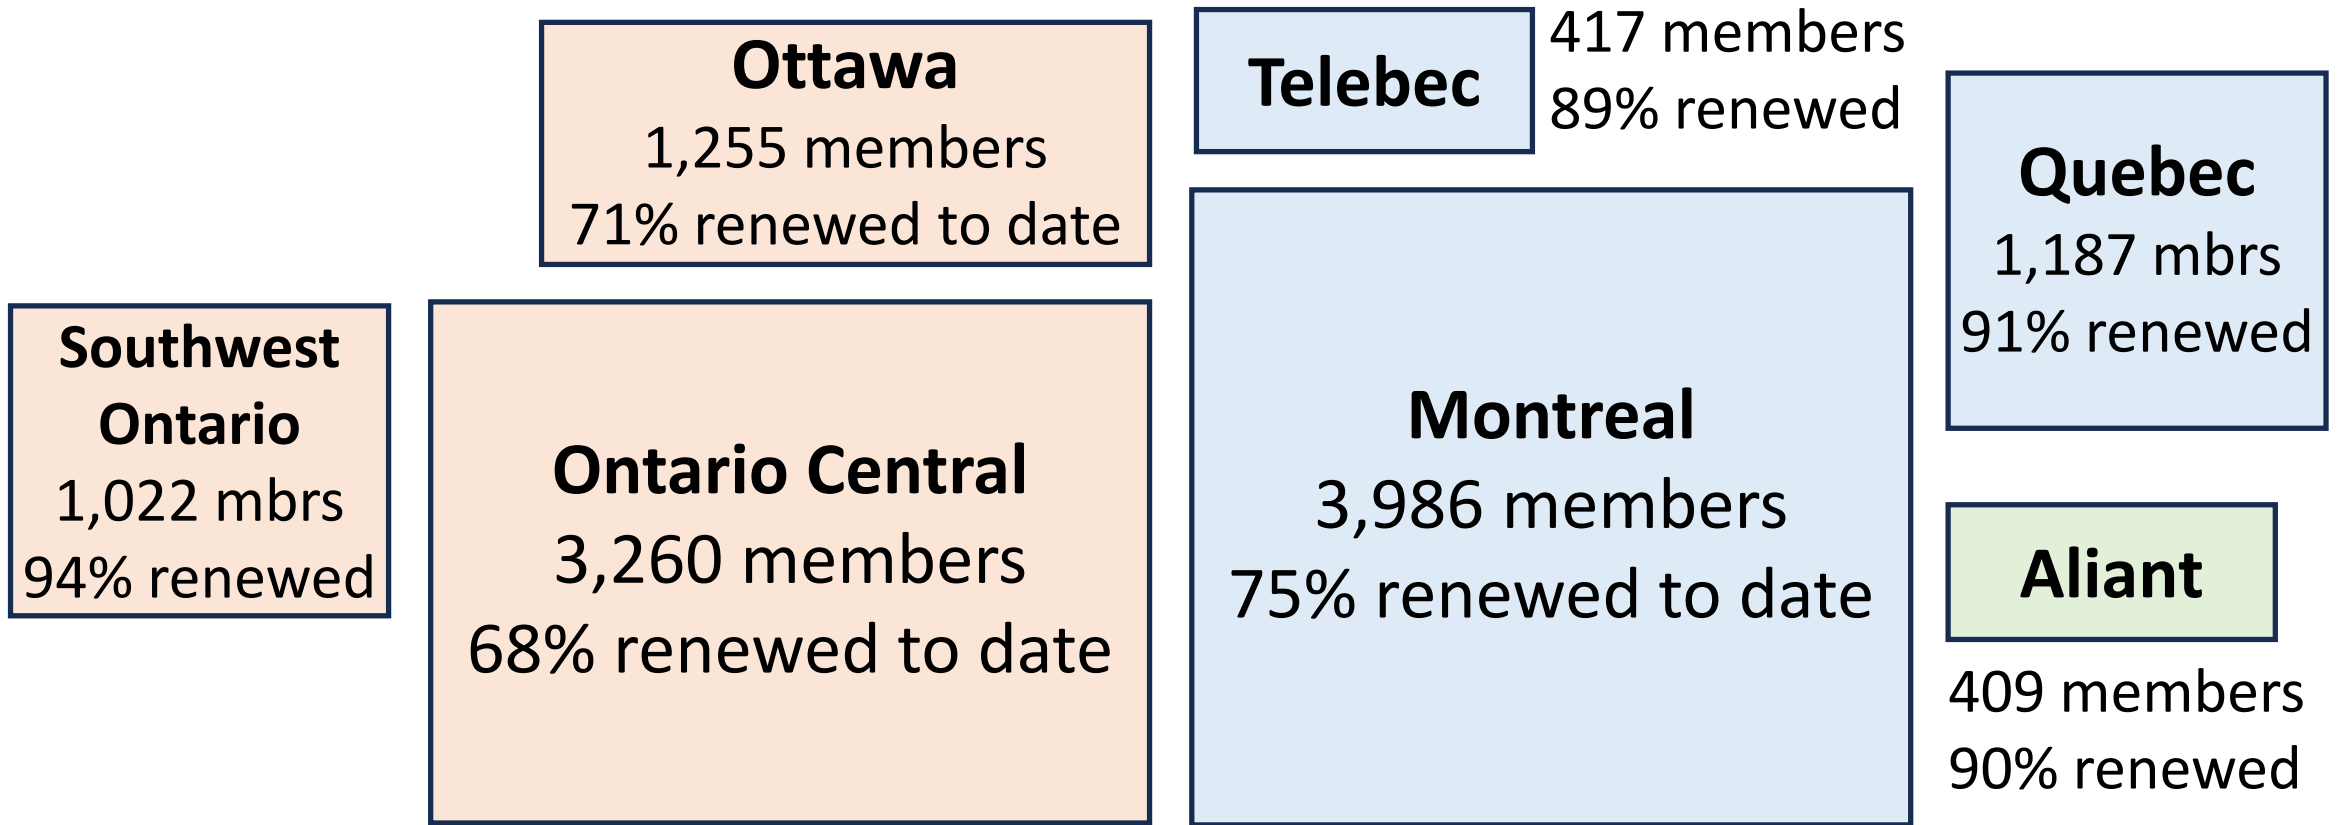 Ottawa
1,255 members
71% renewed to date
Telebec
417 members
89% renewed
Quebec
1,187 mbrs
91% renewed
Southwest
Ontario
1,022 mbrs
94% renewed
Ontario Central
3,260 members
68% renewed to date
Montreal
3,986 members
75% renewed to date
Aliant
409 members
90% renewed